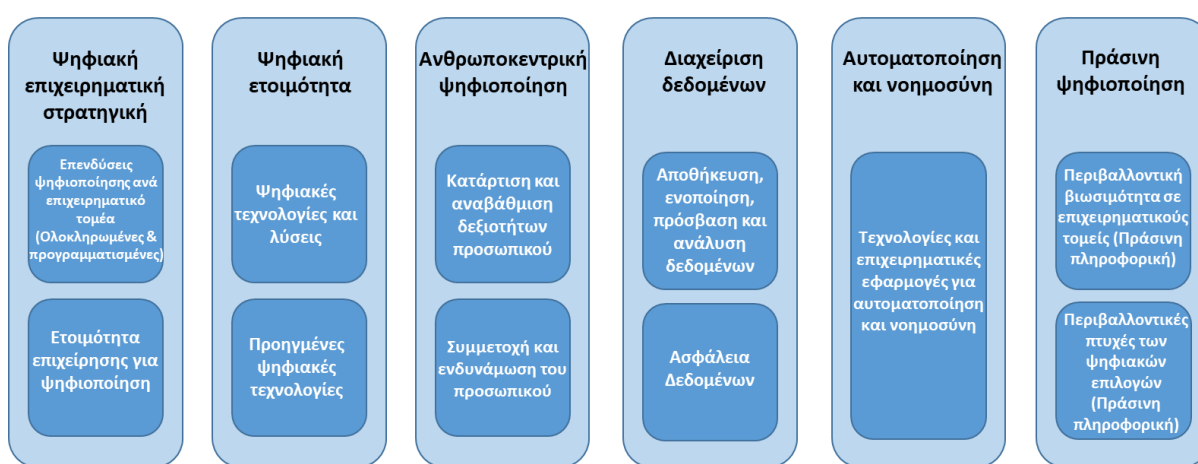 Ψηφιακή
επιχειρηματική
στρατηγική
Επενδύσεις
ψηφιοποίησης ανά
επιχειρηματικό
τομέα
(Ολοκληρωμένες &
προγραμματισμένες)
Ετοιμότητα
επιχείρησης για
ψηφιοποίηση
Ψηφιακή
ετοιμότητα
Ψηφιακές
τεχνολογίες και
λύσεις
Προηγμένες
ψηφιακές
τεχνολογίες
Ανθρωποκεντρική
ψηφιοποίηση
Κατάρτιση και
αναβάθμιση
δεξιοτήτων
προσωπικού
Συμμετοχή και
ενδυνάμωση του
προσωπικού
Διαχείριση
δεδομένων
Αποθήκευση,
ενοποίηση,
πρόσβαση και
ανάλυση
δεδομένων
Ασφάλεια
Δεδομένων
Αυτοματοποίηση
και νοημοσύνη
Τεχνολογίες και
επιχειρηματικές
εφαρμογές για
αυτοματοποίηση
και νοημοσύνη
Πράσινη
ψηφιοποίηση
Περιβαλλοντική
βιωσιμότητα σε
επιχειρηματικούς
τομείς (Πράσινη
πληροφορική)
Περιβαλλοντικές
πτυχές των
ψηφιακών
επιλογών
(Πράσινη
πληροφορική)